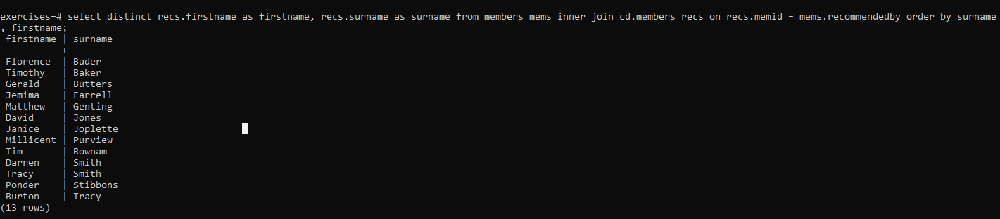 exercises=# select distinct recs.firstname as firstname, recs.surname as surname from members mems inner join cd.members recs on recs.memid = mems.recommendedby order by surname
, firstname;
 firstname | surname
-----------+----------
 Florence  | Bader
 Timothy   | Baker
 Gerald    | Butters
 Jemima    | Farrell
 Matthew   | Genting
 David     | Jones
 Janice    | Joplette
 Millicent | Purview
 Tim       | Rownam
 Darren    | Smith
 Tracy     | Smith
 Ponder    | Stibbons
 Burton    | Tracy
(13 rows)